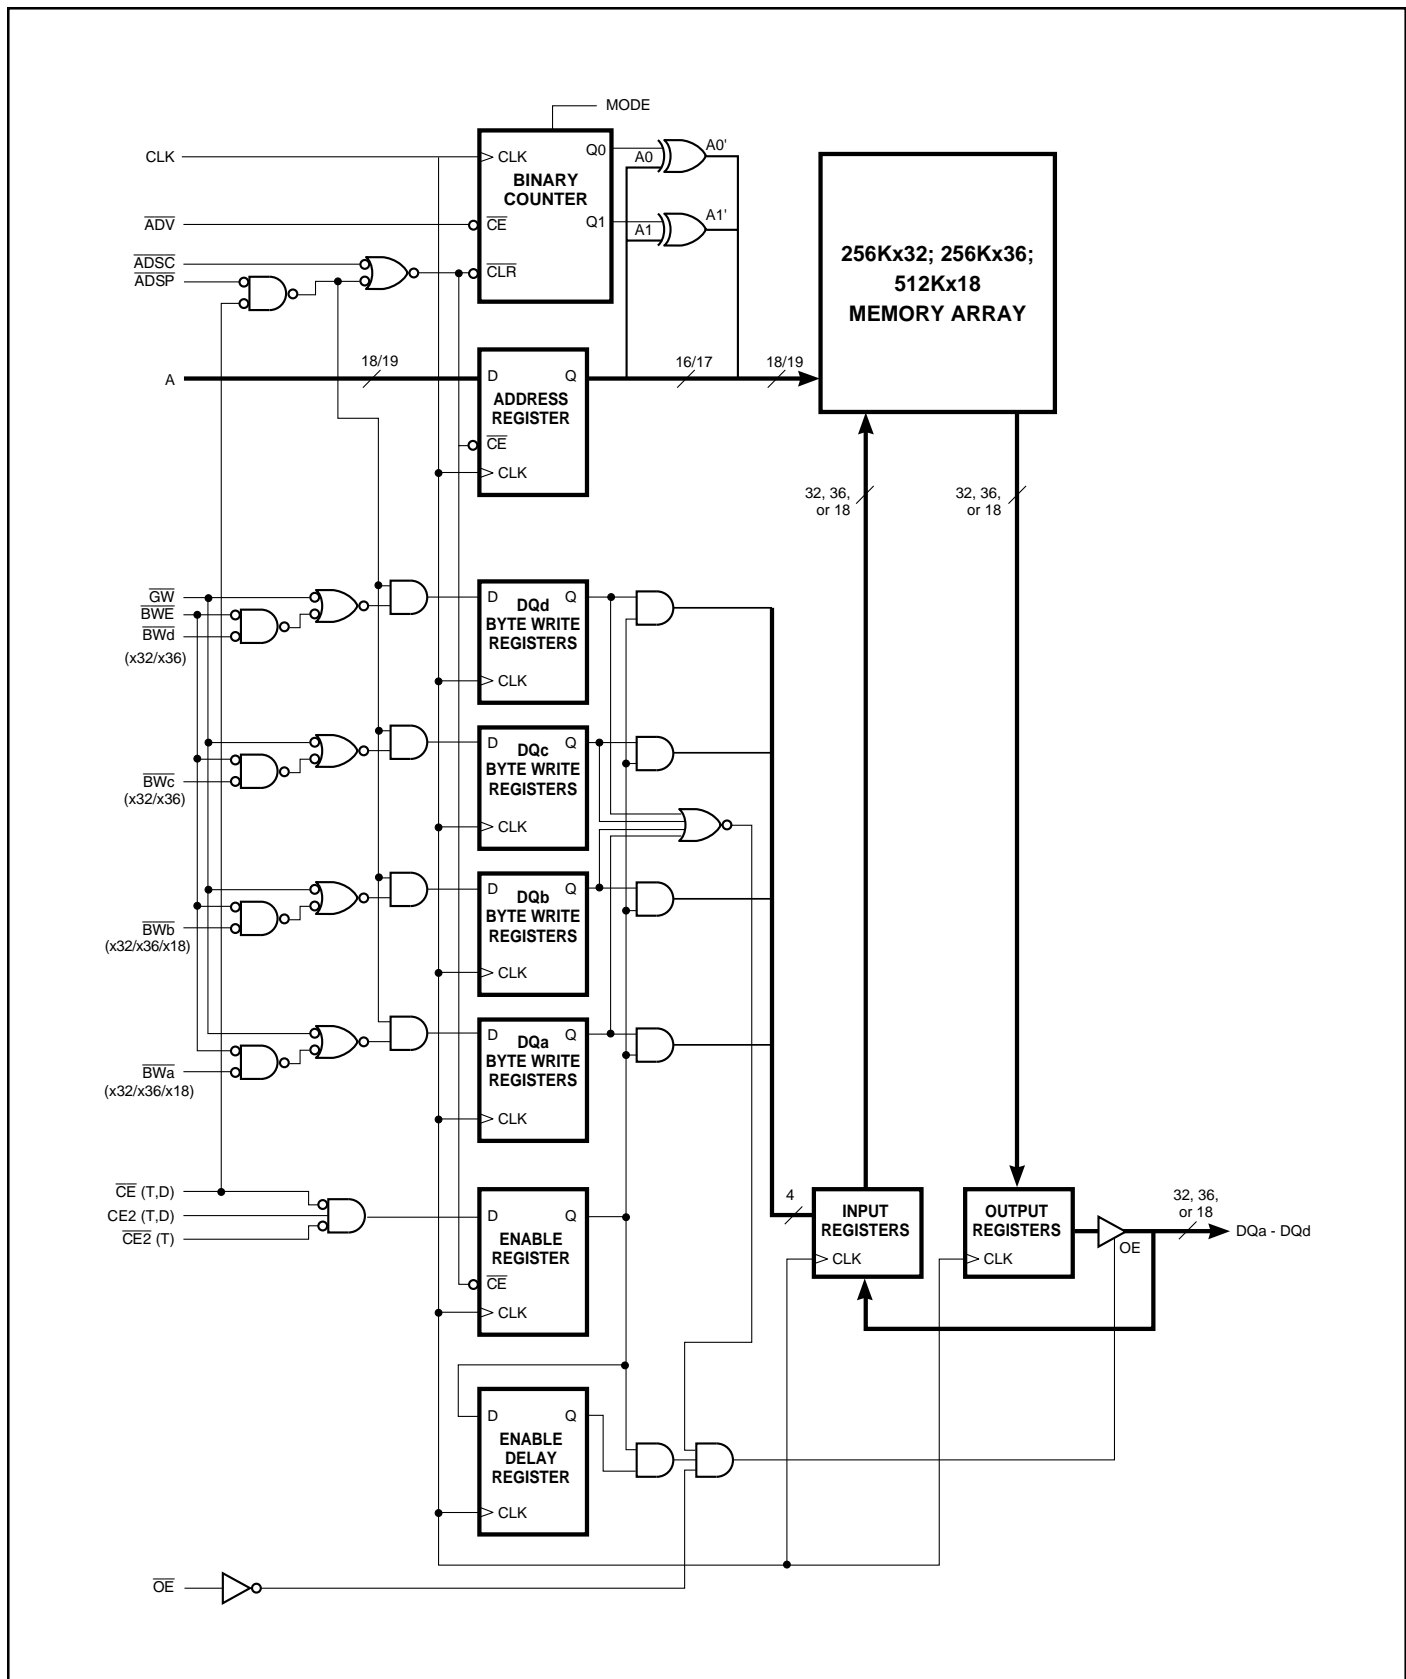 MODE
CLK
CLK
Q0
A0
A0'
BINARY
COUNTER
ADV
CE
Q1
A1
A1'
ADSC
ADSP
CLR
256Kx32; 256Kx36;
512Kx18
MEMORY ARRAY
A
18/19
D
Q
16/17
18/19
ADDRESS
REGISTER
CE
CLK
32, 36,
or 18
32, 36,
or 18
GW
BWE
BWd
(x32/x36)
D
DQd
Q
BYTE WRITE
REGISTERS
CLK
BWc
(x32/x36)
D
DQc
Q
BYTE WRITE
REGISTERS
CLK
BWb
(x32/x36/x18)
D
DQb
Q
BYTE WRITE
REGISTERS
CLK
BWa
(x32/x36/x18)
D
DQa
Q
BYTE WRITE
REGISTERS
CLK
CE (T,D)
CE2 (T,D)
CE2 (T)
D
Q
ENABLE
REGISTER
CE
CLK
4
INPUT
REGISTERS
CLK
OUTPUT
REGISTERS
CLK
OE
32, 36,
or 18
DQa - DQd
D
Q
ENABLE
DELAY
REGISTER
CLK
OE